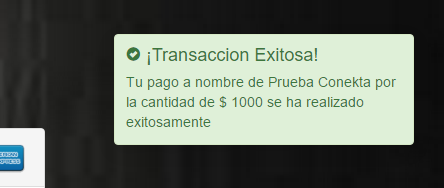 ¡Transaccion Exitosa!
Tu pago a nombre de Prueba Conekta por
la cantidad de $ 1000 se ha realizado
exitosamente